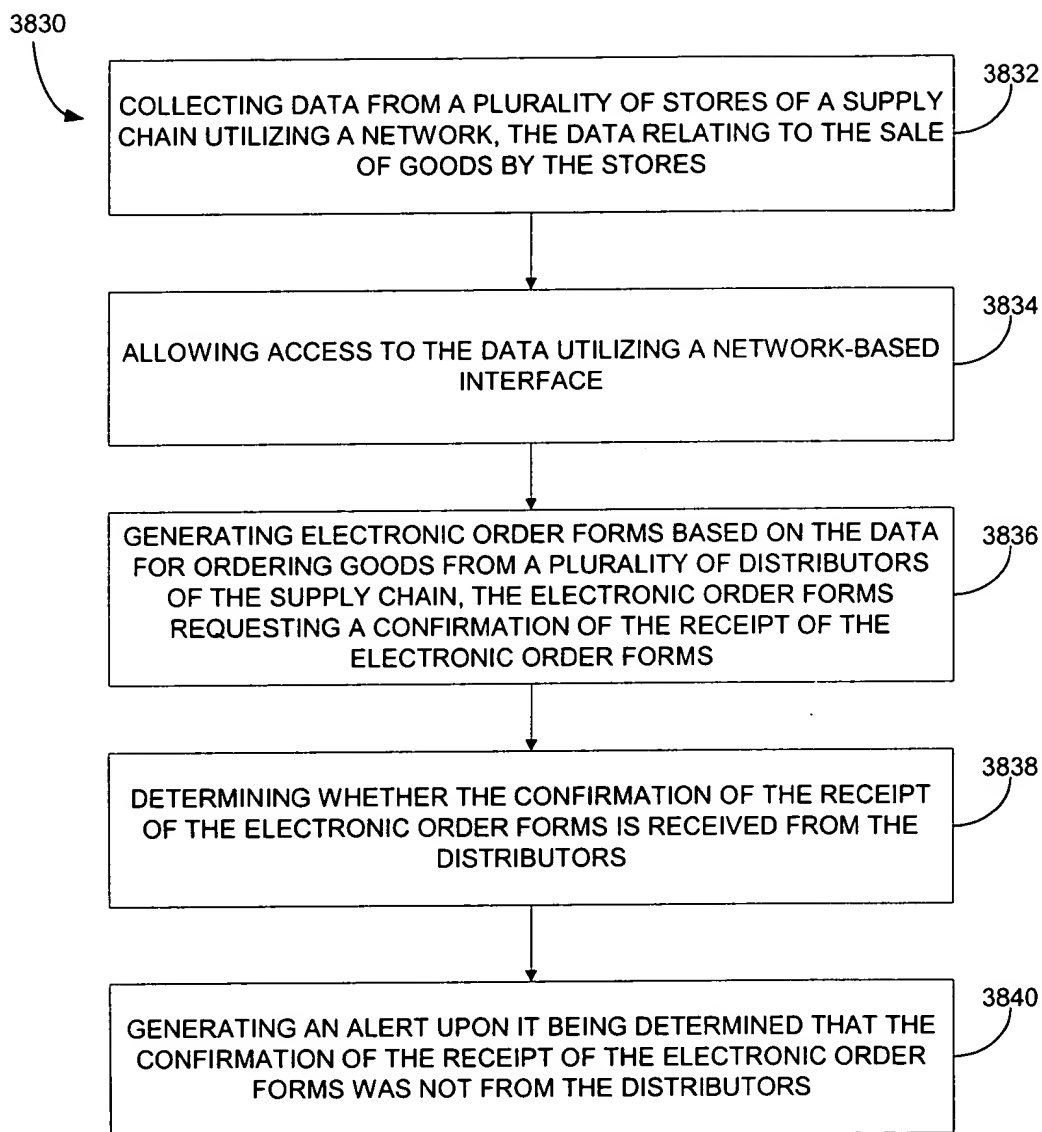 3830
3832
COLLECTING DATA FROM A PLURALITY OF STORES OF A SUPPLY
CHAIN UTILIZING A NETWORK, THE DATA RELATING TO THE SALE
OF GOODS BY THE STORES
3834
ALLOWING ACCESS TO THE DATA UTILIZING A NETWORK-BASED
INTERFACE
3836
GENERATING ELECTRONIC ORDER FORMS BASED ON THE DATA
FOR ORDERING GOODS FROM A PLURALITY OF DISTRIBUTORS
OF THE SUPPLY CHAIN, THE ELECTRONIC ORDER FORMS
REQUESTING A CONFIRMATION OF THE RECEIPT OF THE
ELECTRONIC ORDER FORMS
3838
DETERMINING WHETHER THE CONFIRMATION OF THE RECEIPT
OF THE ELECTRONIC ORDER FORMS IS RECEIVED FROM THE
DISTRIBUTORS
3840
GENERATING AN ALERT UPON IT BEING DETERMINED THAT THE
CONFIRMATION OF THE RECEIPT OF THE ELECTRONIC ORDER
FORMS WAS NOT FROM THE DISTRIBUTORS